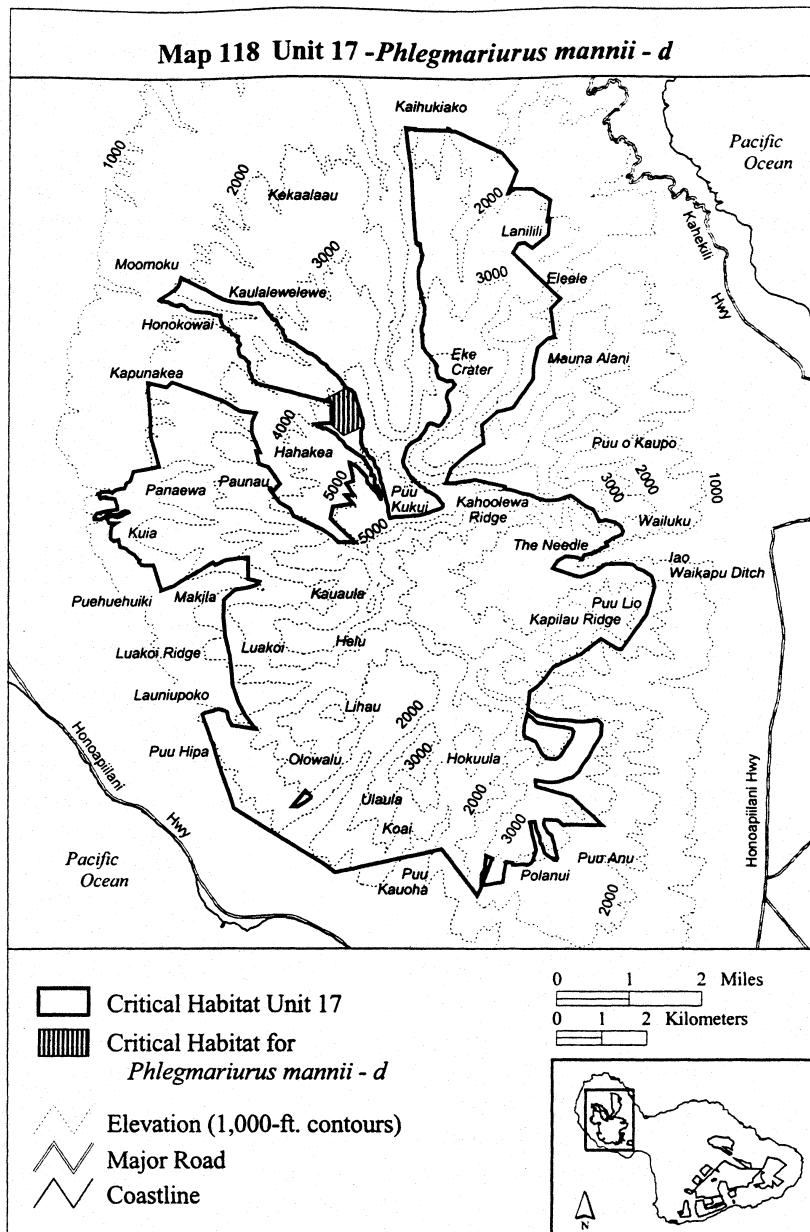 Map 118 Unit 17 -Phlegmariurus mannii - d
Kaihukiako
Pacific
Ocean
1000
2000
Kekaalaau
2000
Lanilili
Kahekili
Hwy
3000
Moomoku
Kaulalewelewe
3000
Eleele
Honokowai
Kapunakea
Eke
Crater
Mauna Alani
4000
Hahakea
Puu o Kaupo
3000
2000
1000
Panaewa
Paunau
5000
Puu
Kukui
Kahoolewa
Ridge
Wailuku
Kuia
5000
The Needle
Iao
Waikapu Ditch
Puehuehuiki
Makila
Kauaula
Puu Lio
Kapilau Ridge
Luakoi Ridge
Luakoi
Helu
Launiupoko
Lihau
2000
Honoapiilani
Hwy
Puu Hipa
Olowalu
3000
Hokuula
Honoapiilani Hwy
Ulaula
2000
Koai
3000
Pacific
Ocean
Puu
Kauoha
Polanui
Puu Anu
2000
Critical Habitat Unit 17
Critical Habitat for
Phlegmariurus mannii - d
Elevation (1,000-ft. contours)
Major Road
Coastline
0 1 2 Miles
0 1 2 Kilometers
N